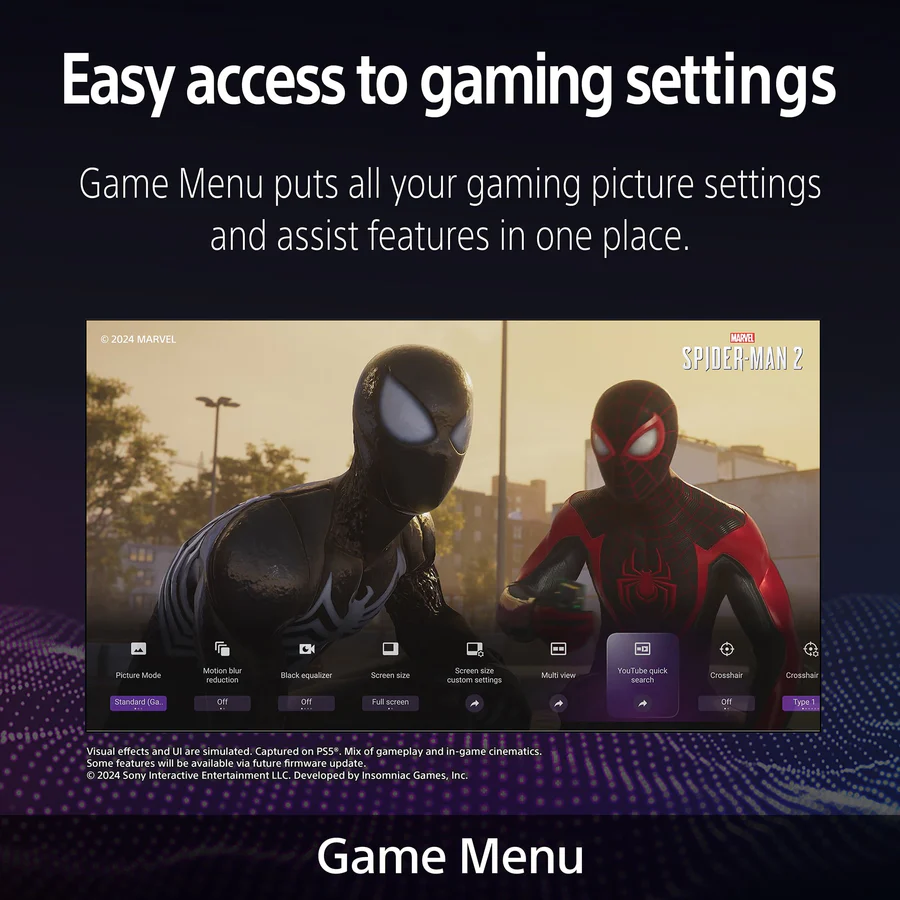 Easy access to gaming settings
Game Menu puts all your gaming picture settings
and assist features in one place.
© 2024 MARVEL
MARVEL
SPIDER-MAN 2
Picture Mode
Motion blur
reduction
Black equalizer
Screen size
Screen size
custom settings
Multi view
YouTube quick
search
Crosshair
Crosshair
Standard (Ga..
Off
Off
Full screen
Off
Type 1
Visual effects and UI are simulated. Captured on PS5®. Mix of gameplay and in-game cinematics.
Some features will be available via future firmware update.
© 2024 Sony Interactive Entertainment LLC. Developed by Insomniac Games, Inc.
Game Menu